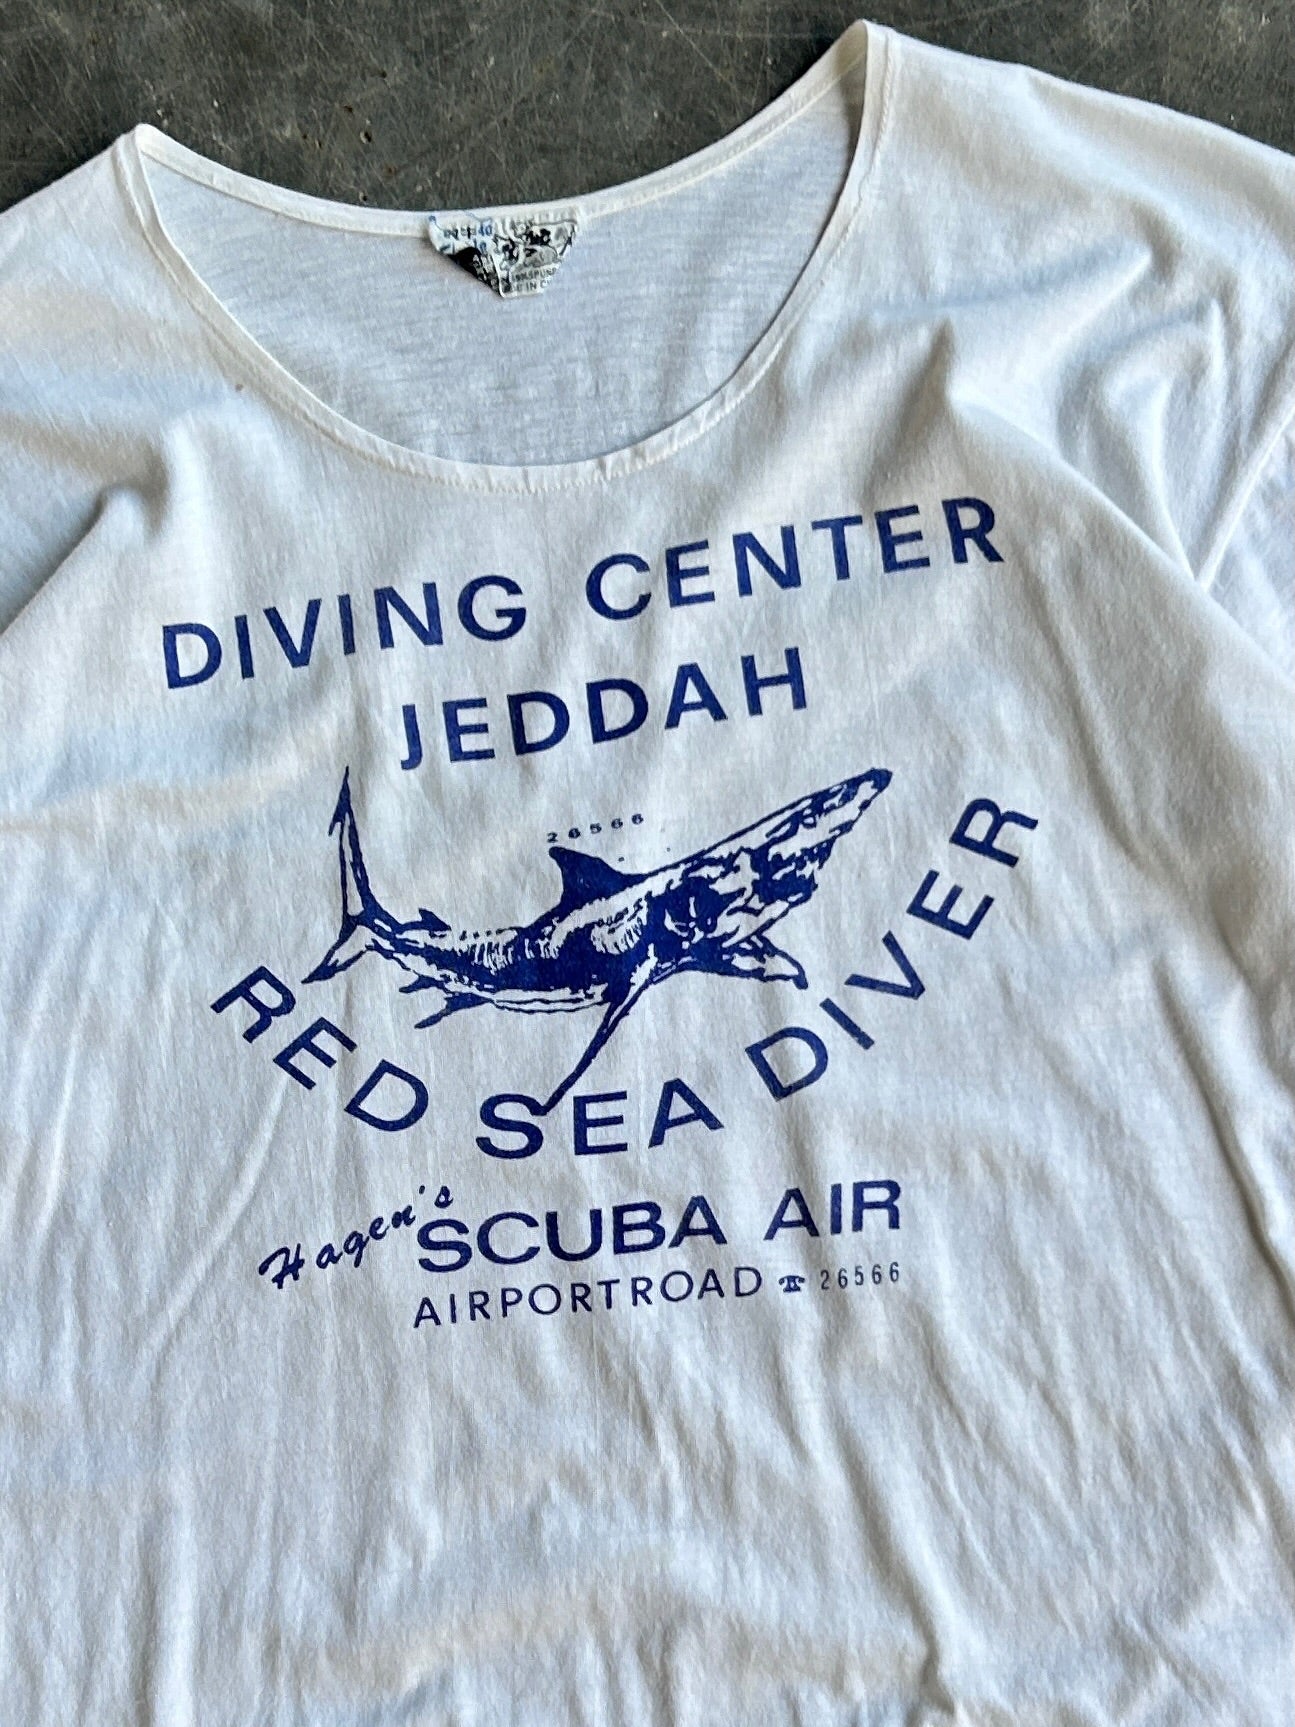 DIVING CENTER
JEDDAH
26566
RED SEA DIVER
Hagen's SCUBA AIR
AIRPORTROAD ☎ 26566